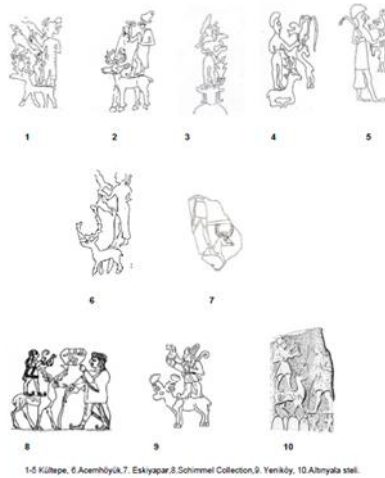 1 2 3 4 5
6 7
8 9 10
1-5 Kültepe, 6.Acemhöyük.7. Eskiyapar,8.Schimmel Collection,9. Yeniköy, 10.Altınyala steli.